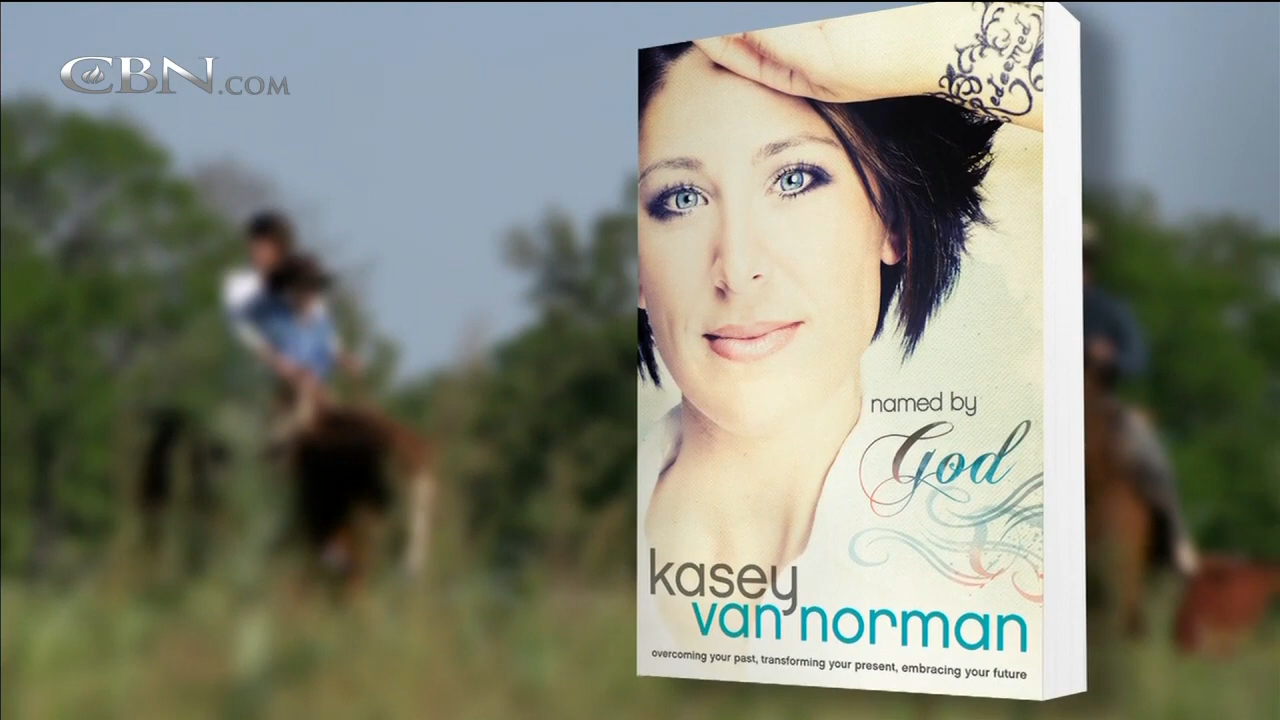 CBN.COM
Redeemed
named by
God
kasey
van norman
overcoming your past, transforming your present, embracing your future